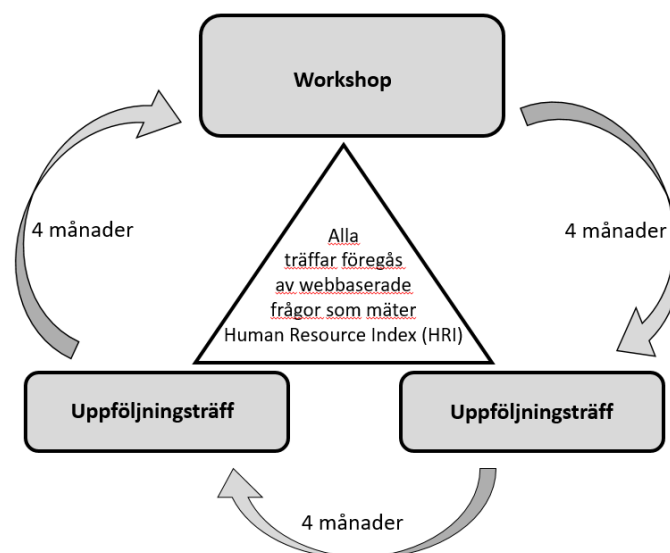 Workshop
4 månader
4 månader
Alla
träffar föregås
av webbaserade
frågor som mäter
Human Resource Index (HRI)
Uppföljningsträff
Uppföljningsträff
4 månader